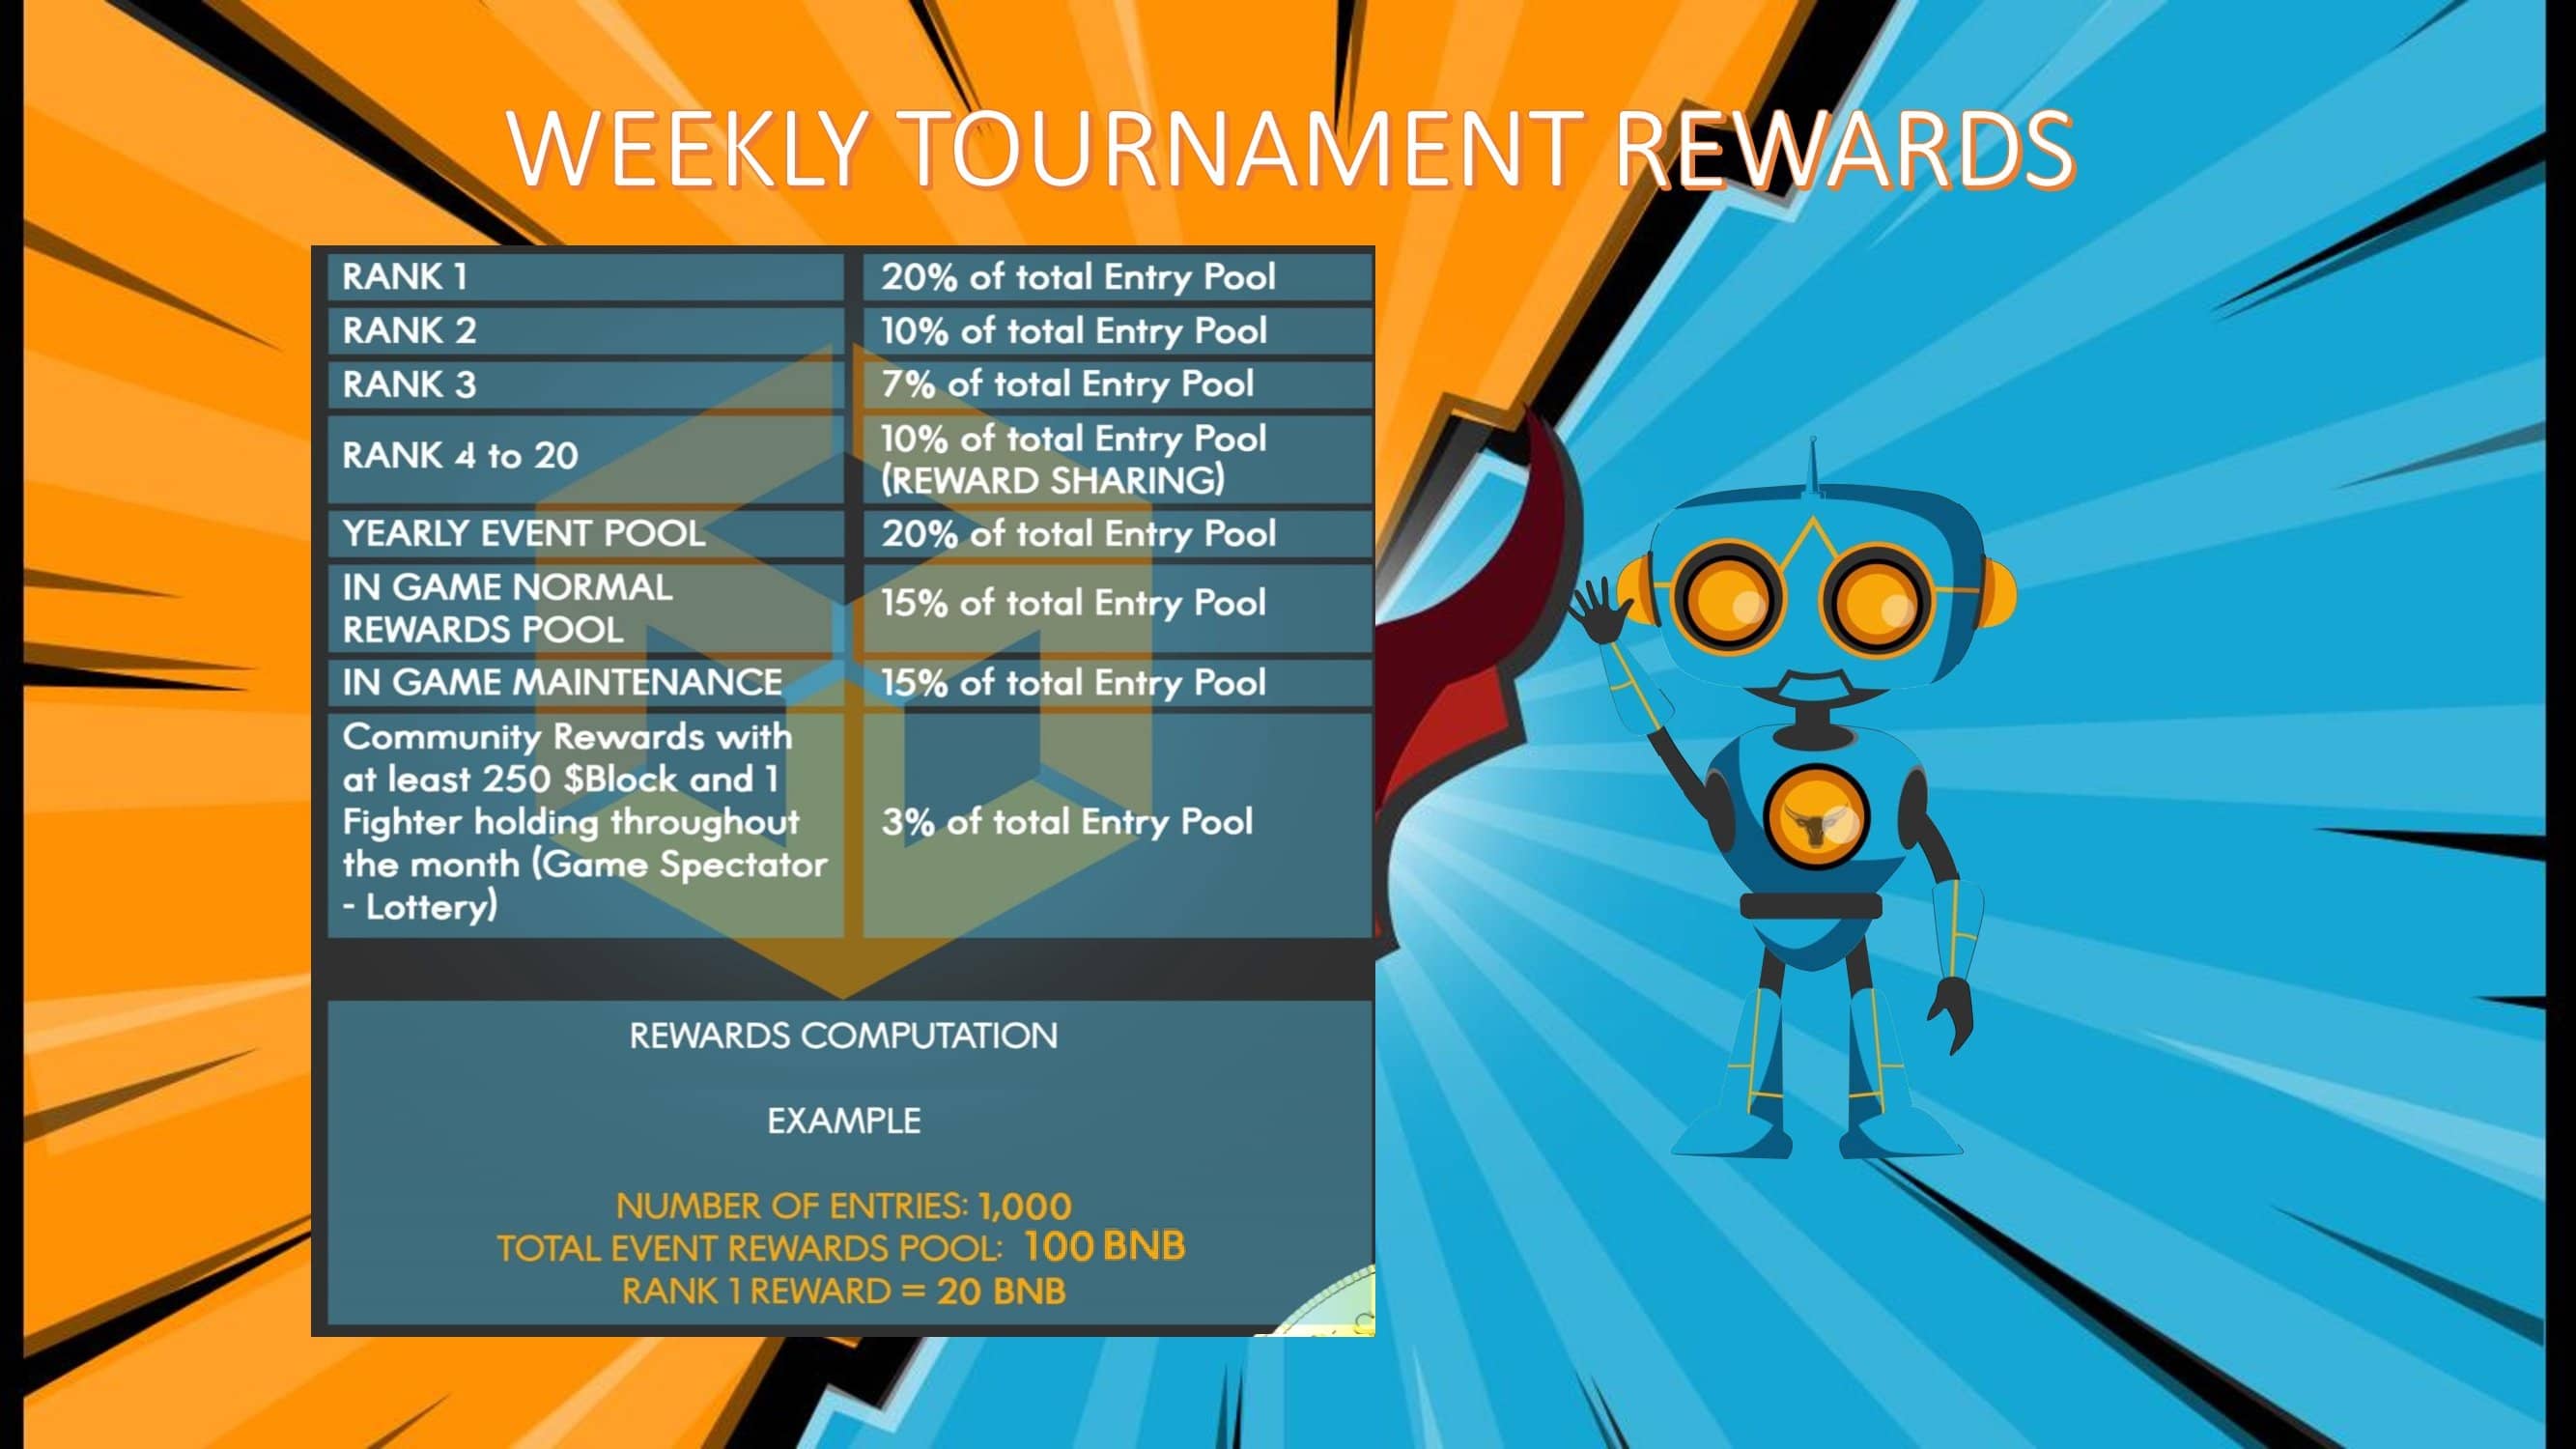 WEEKLY TOURNAMENT REWARDS
RANK 1
20% of total Entry Pool
RANK 2
10% of total Entry Pool
RANK 3
7% of total Entry Pool
RANK 4 to 20
10% of total Entry Pool
(REWARD SHARING)
YEARLY EVENT POOL
20% of total Entry Pool
IN GAME NORMAL
REWARDS POOL
15% of total Entry Pool
IN GAME MAINTENANCE
15% of total Entry Pool
Community Rewards with
at least 250 $Block and 1
Fighter holding throughout
the month (Game Spectator
- Lottery)
3% of total Entry Pool
REWARDS COMPUTATION
EXAMPLE
NUMBER OF ENTRIES: 1,000
TOTAL EVENT REWARDS POOL: 100 BNB
RANK 1 REWARD = 20 BNB